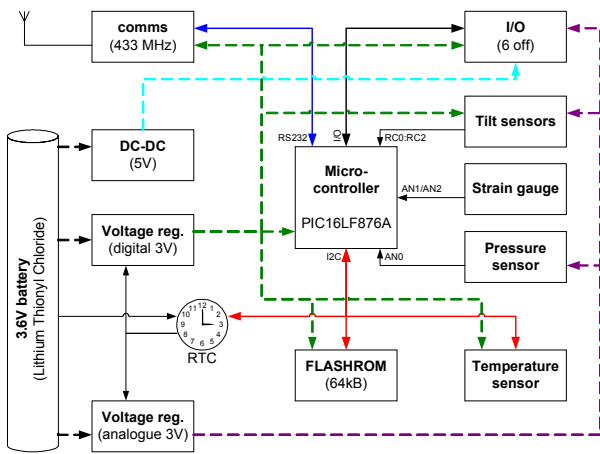 comms
(433 MHz)
I/O
(6 off)
DC-DC
(5V)
RS232
I/O
RC0:RC2
Tilt sensors
Micro-
controller
PIC16LF876A
AN1/AN2
Strain gauge
3.6V battery
(Lithium Thionyl Chloride)
Voltage reg.
(digital 3V)
I2C
AN0
Pressure
sensor
12
11
1
10
2
9
3
8
4
7
6
5
RTC
FLASHROM
(64kB)
Temperature
sensor
Voltage reg.
(analogue 3V)